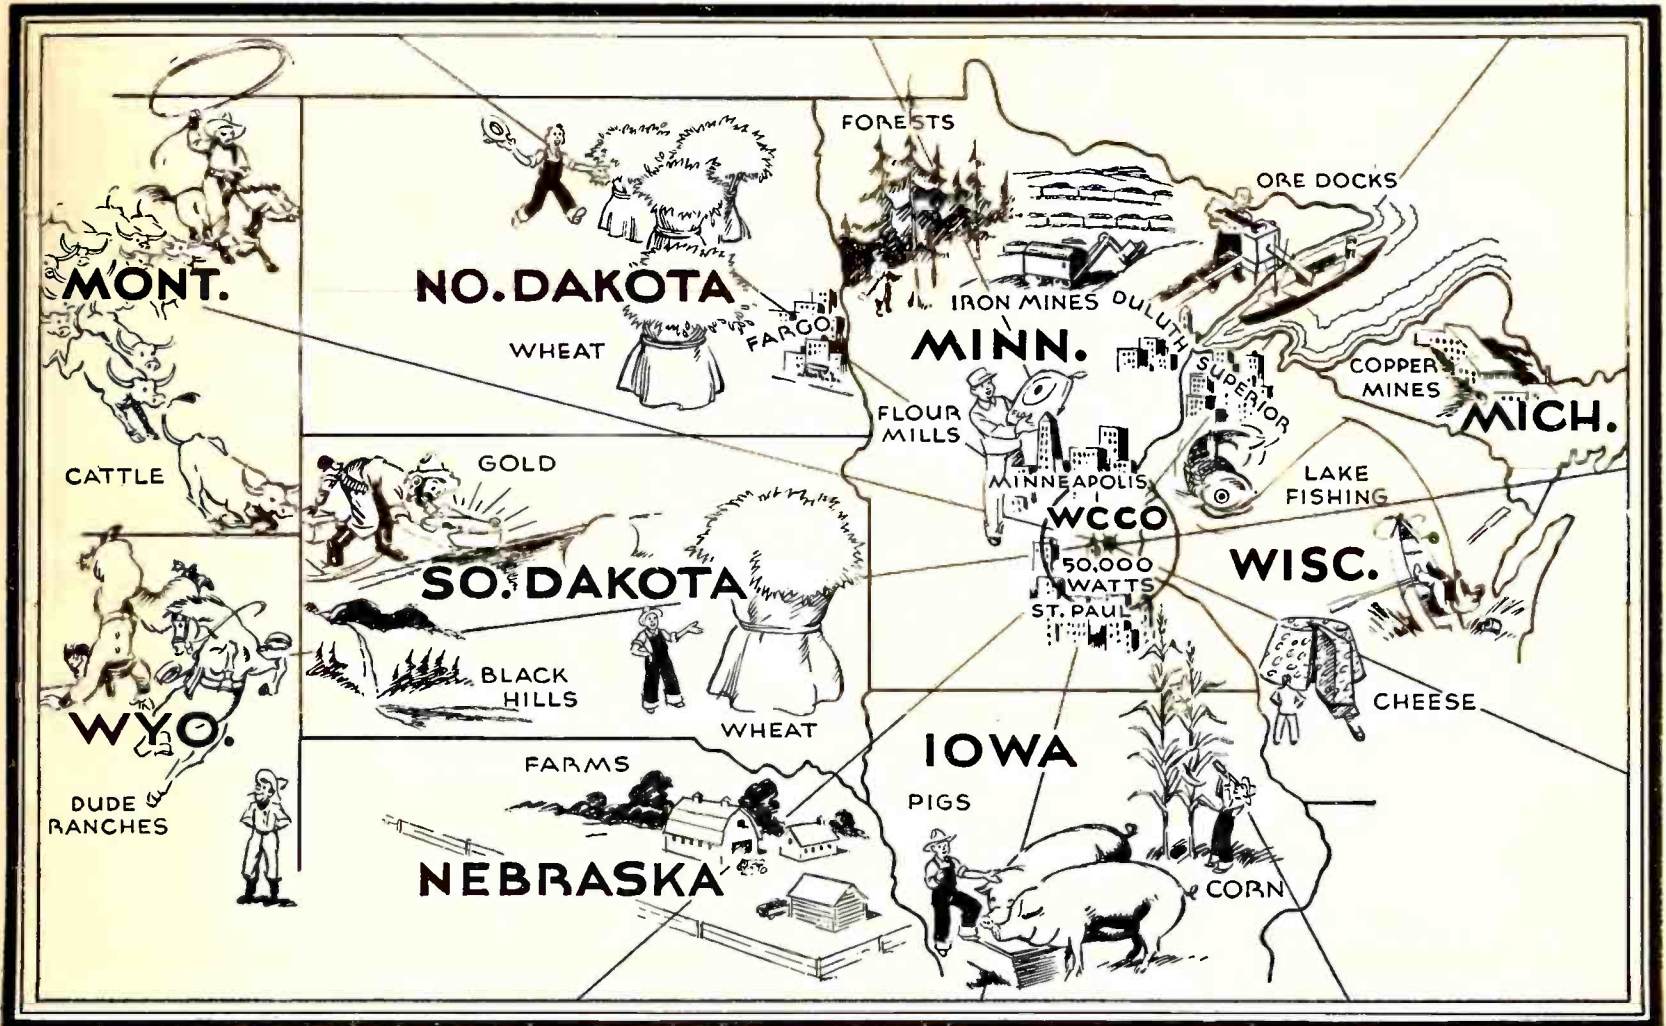 MONT.
CATTLE
WYO.
DUDE
RANCHES
NO. DAKOTA
WHEAT
FARGO
GOLD
SO. DAKOTA
BLACK
HILLS
WHEAT
FARMS
NEBRASKA
FORESTS
IRON MINES
DULUTH
ORE DOCKS
MINN.
FLOUR
MILLS
SUPERIOR
COPPER
MINES
MICH.
MINNEAPOLIS
WCCO
50,000
WATTS
ST. PAUL
LAKE
FISHING
WISC.
CHEESE
IOWA
PIGS
CORN